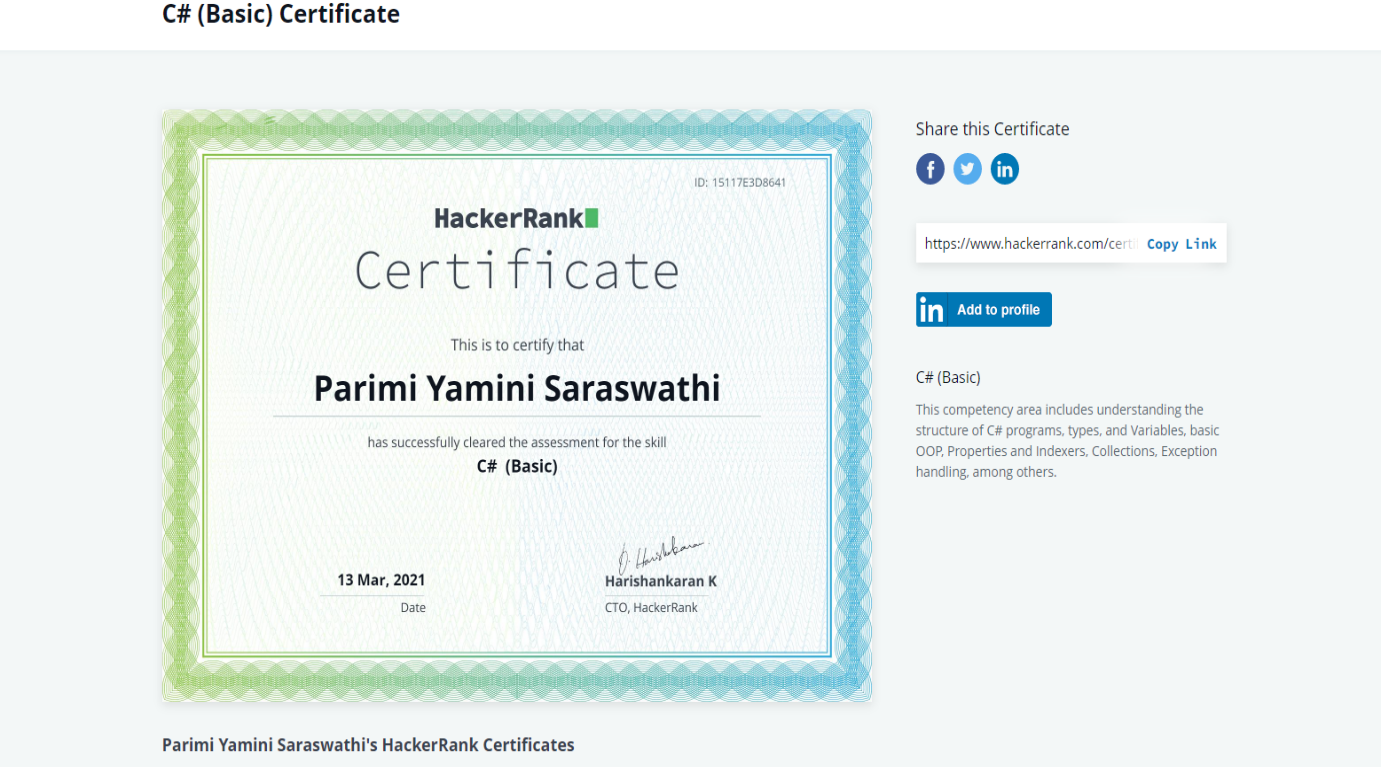 C# (Basic) Certificate
ID: 15117E3D8641
HackerRank
Certificate
This is to certify that
Parimi Yamini Saraswathi
has successfully cleared the assessment for the skill
C# (Basic)
13 Mar, 2021
Date
Harishankaran K
CTO, HackerRank
Share this Certificate
https://www.hackerrank.com/certi Copy Link
in Add to profile
C# (Basic)
This competency area includes understanding the
structure of C# programs, types, and Variables, basic
OOP, Properties and Indexers, Collections, Exception
handling, among others.
Parimi Yamini Saraswathi's HackerRank Certificates